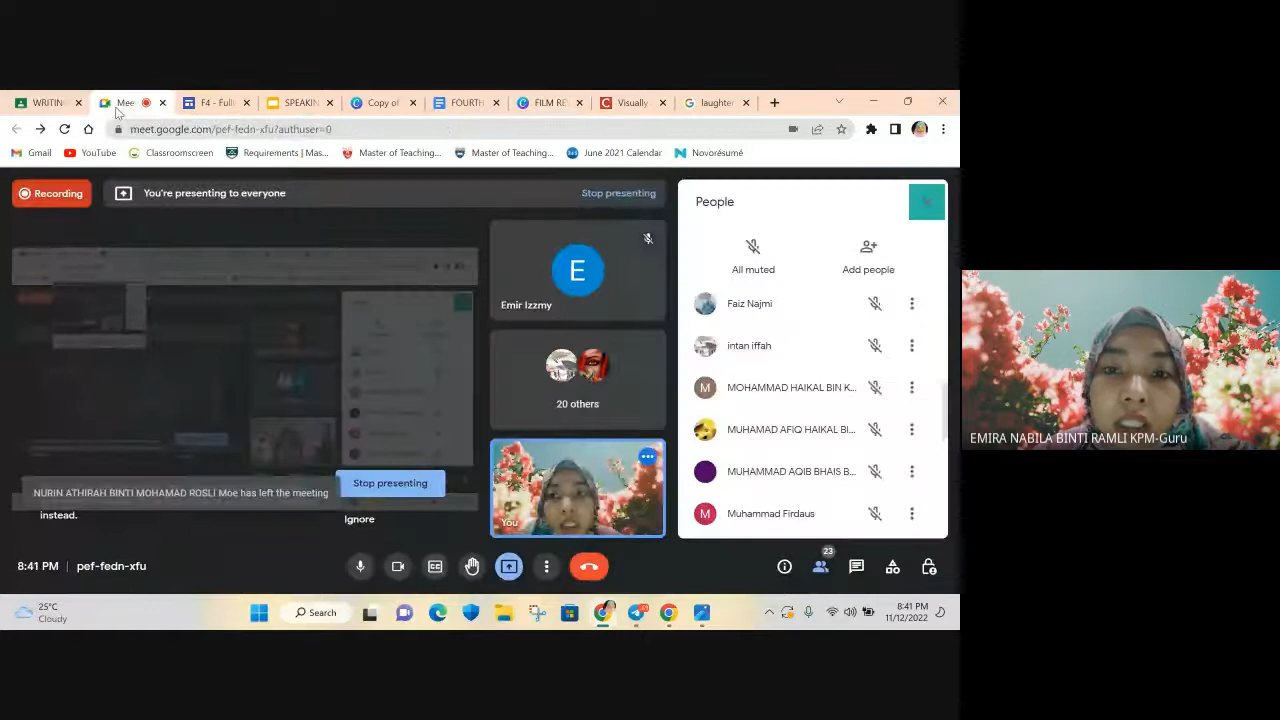 WRITING
Mee
F4 - Full
SPEAKIN
Copy of
FOURTH
FILM RE
Visually
laughter
meet.google.com/pef-fedn-xfu?authuser=0
Gmail
YouTube
Classroomscreen
Requirements | Mas...
Master of Teaching...
Master of Teaching...
June 2021 Calendar
Novorésumé
Recording
You're presenting to everyone
Stop presenting
People
E
Emir Izzmy
All muted
Add people
Faiz Najmi
intan iffah
20 others
M
MOHAMMAD HAIKAL BIN K...
MUHAMAD AFIQ HAIKAL BI...
EMIRA NABILA BINTI RAMLI KPM-Guru
MUHAMMAD AQIB BHAIS B...
NURIN ATHIRAH BINTI MOHAMAD ROSLI Moe has left the meeting
Stop presenting
instead.
Ignore
You
M
Muhammad Firdaus
8:41 PM | pef-fedn-xfu
23
25°C
Cloudy
Search
8:41 PM
11/12/2022